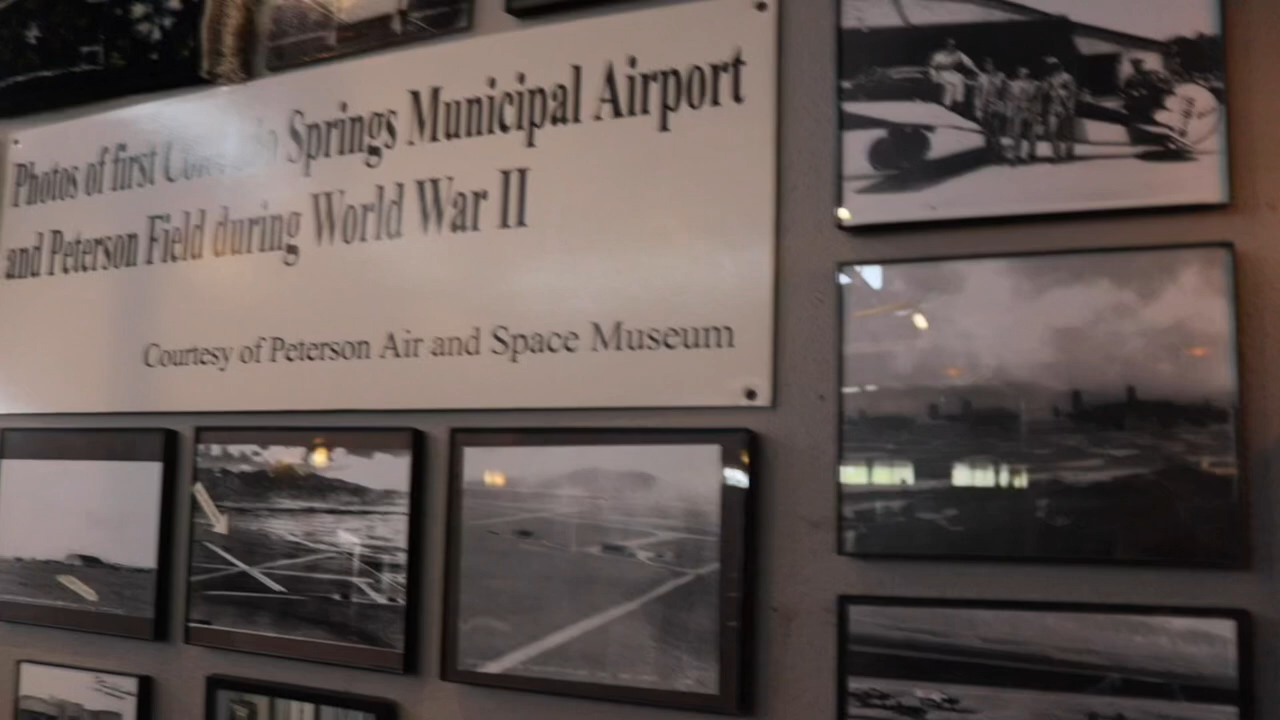 Photos of first Colorado Springs Municipal Airport
and Peterson Field during World War II
Courtesy of Peterson Air and Space Museum